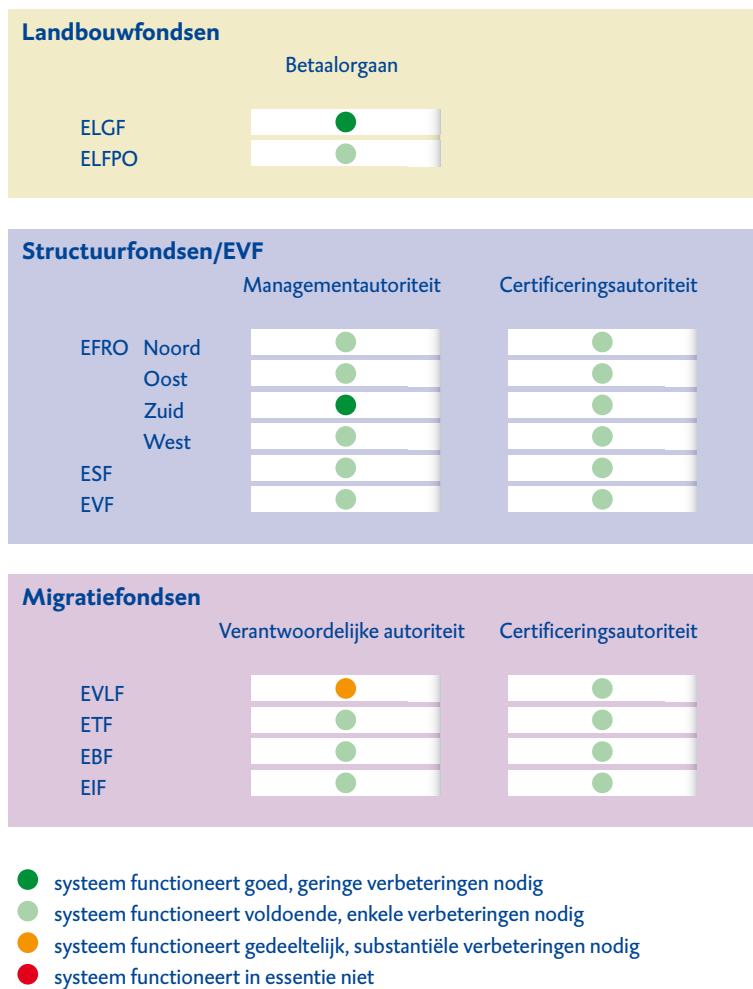 Landbouwfondsen
Betaalorgaan
ELGF
ELFPO
Structuurfondsen/EVF
Managementautoriteit Certificeringsautoriteit
EFRO Noord
Oost
Zuid
West
ESF
EVF
Migratiefondsen
Verantwoordelijke autoriteit Certificeringsautoriteit
EVLF
ETF
EBF
EIF
systeem functioneert goed, geringe verbeteringen nodig
systeem functioneert voldoende, enkele verbeteringen nodig
systeem functioneert gedeeltelijk, substantiële verbeteringen nodig
systeem functioneert in essentie niet